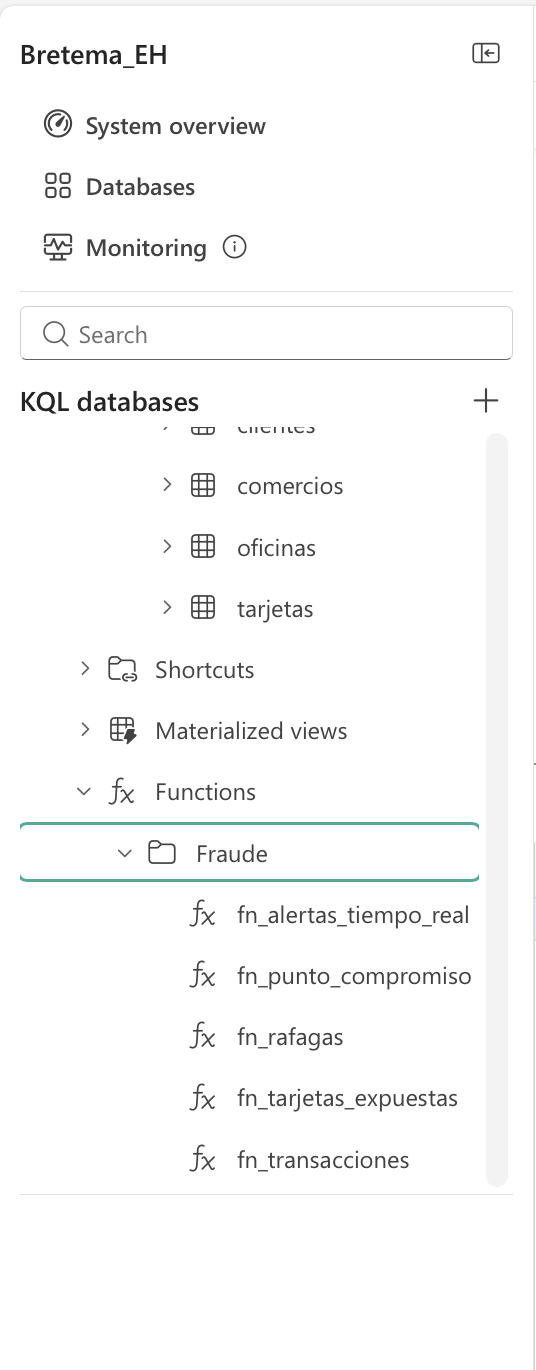 Bretema_EH
System overview
Databases
Monitoring
Search
KQL databases
clientes
comercios
oficinas
tarjetas
Shortcuts
Materialized views
Functions
Fraude
fn_alertas_tiempo_real
fn_punto_compromiso
fn_rafagas
fn_tarjetas_expuestas
fn_transacciones